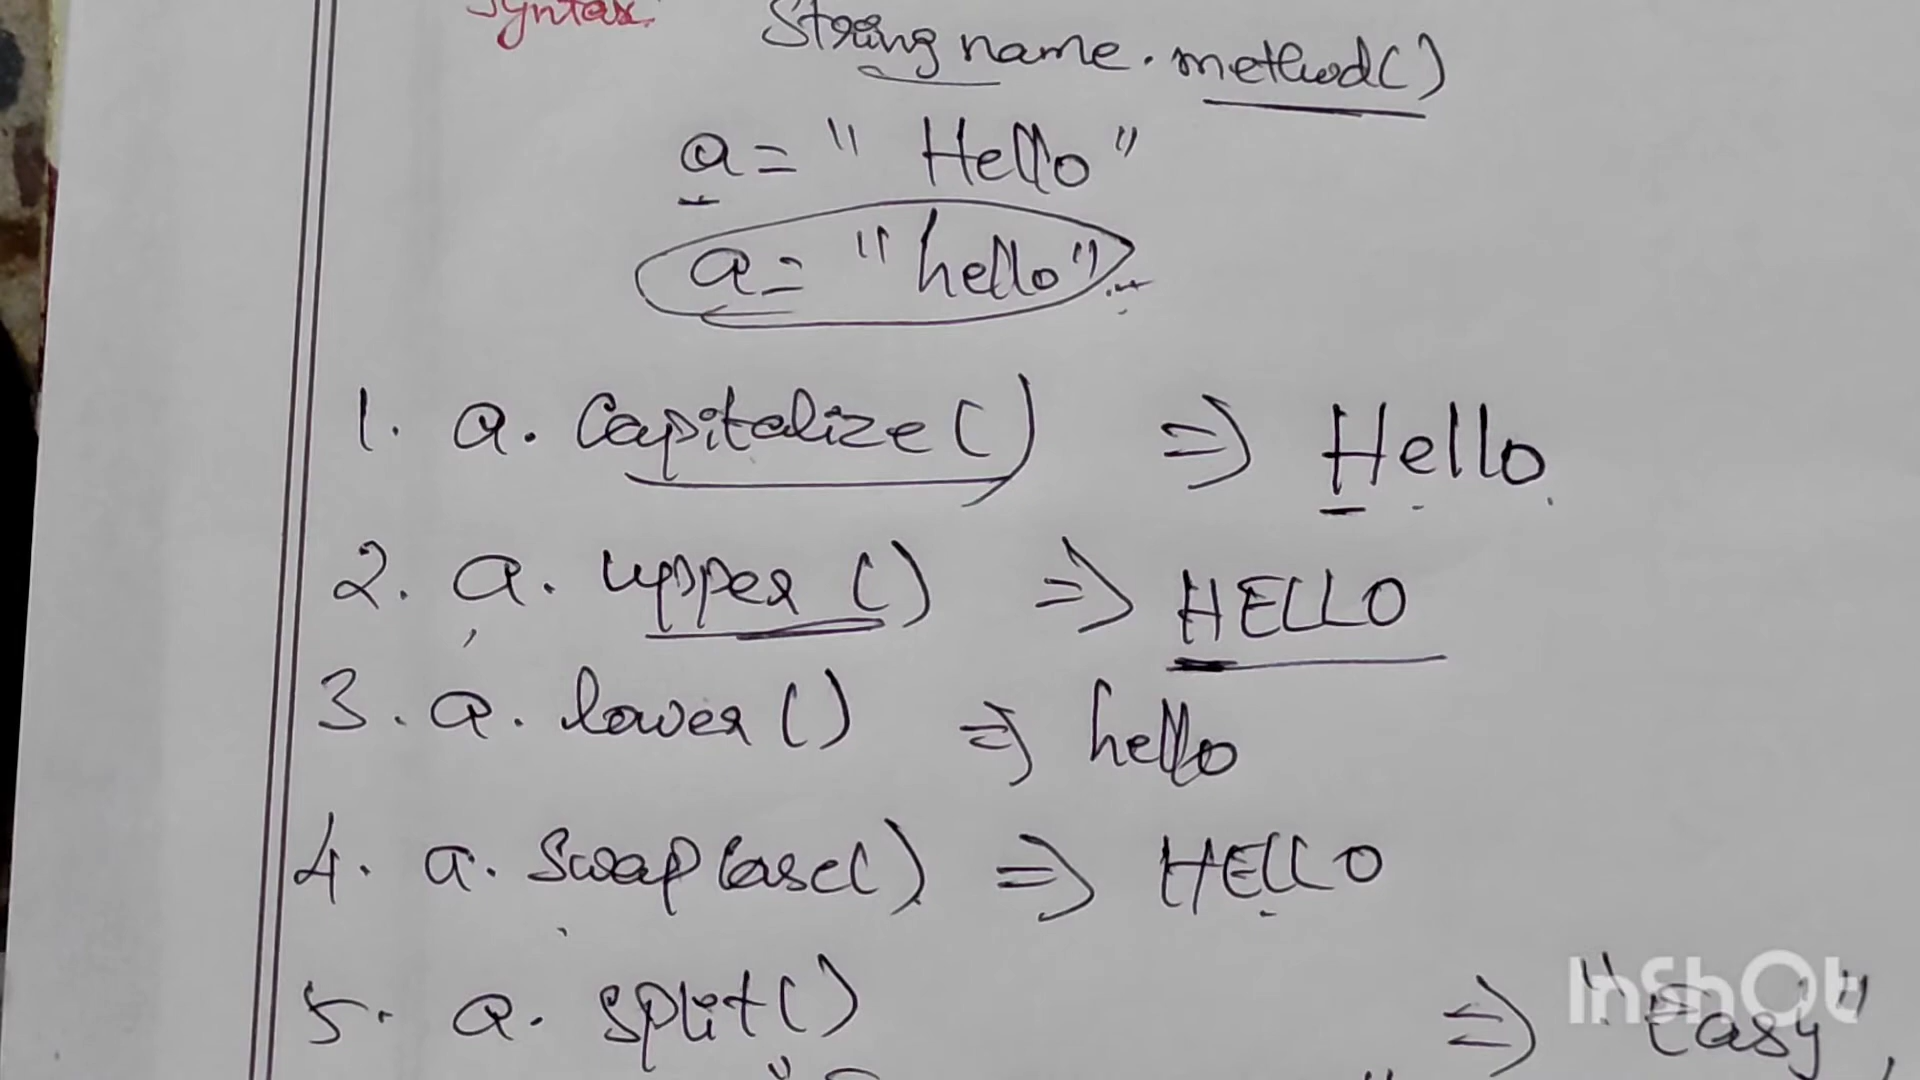 Syntax
String name.method()
a = "Hello"
a = "hello"
1. a. Capitalize() => Hello
2. a. upper () => HELLO
3. a. lower () => hello
4. a. Swapcase() => HELLO
5. a. split() => "Easy",
InShOt